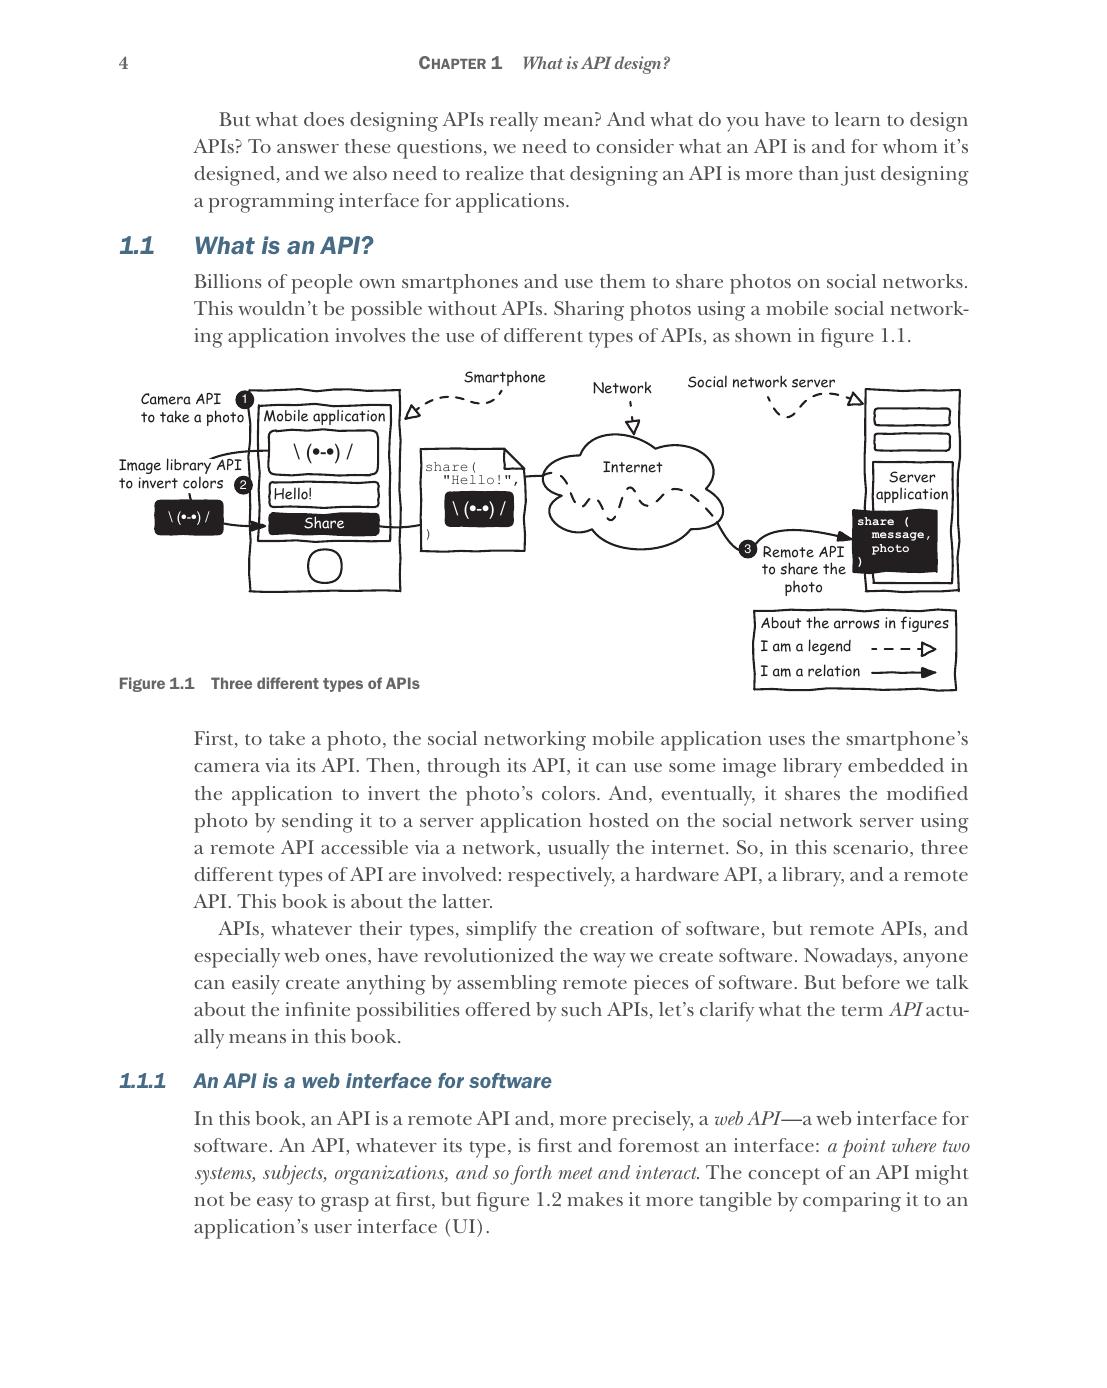 4
CHAPTER 1 What is API design?
But what does designing APIs really mean? And what do you have to learn to design
APIs? To answer these questions, we need to consider what an API is and for whom it's
designed, and we also need to realize that designing an API is more than just designing
a programming interface for applications.
1.1 What is an API?
Billions of people own smartphones and use them to share photos on social networks.
This wouldn't be possible without APIs. Sharing photos using a mobile social network-
ing application involves the use of different types of APIs, as shown in figure 1.1.
Smartphone
Network
Social network server
Camera API
to take a photo
1
Mobile application
\ (•-•) /
Image library API
to invert colors
2
\ (•-•) /
Hello!
Share
share(
"Hello!",
\ (•-•) /
)
Internet
Server
application
share (
message,
photo
)
3
Remote API
to share the
photo
About the arrows in figures
I am a legend
I am a relation
Figure 1.1 Three different types of APIs
First, to take a photo, the social networking mobile application uses the smartphone's
camera via its API. Then, through its API, it can use some image library embedded in
the application to invert the photo's colors. And, eventually, it shares the modified
photo by sending it to a server application hosted on the social network server using
a remote API accessible via a network, usually the internet. So, in this scenario, three
different types of API are involved: respectively, a hardware API, a library, and a remote
API. This book is about the latter.
APIs, whatever their types, simplify the creation of software, but remote APIs, and
especially web ones, have revolutionized the way we create software. Nowadays, anyone
can easily create anything by assembling remote pieces of software. But before we talk
about the infinite possibilities offered by such APIs, let's clarify what the term API actu-
ally means in this book.
1.1.1 An API is a web interface for software
In this book, an API is a remote API and, more precisely, a web API—a web interface for
software. An API, whatever its type, is first and foremost an interface: a point where two
systems, subjects, organizations, and so forth meet and interact. The concept of an API might
not be easy to grasp at first, but figure 1.2 makes it more tangible by comparing it to an
application's user interface (UI).